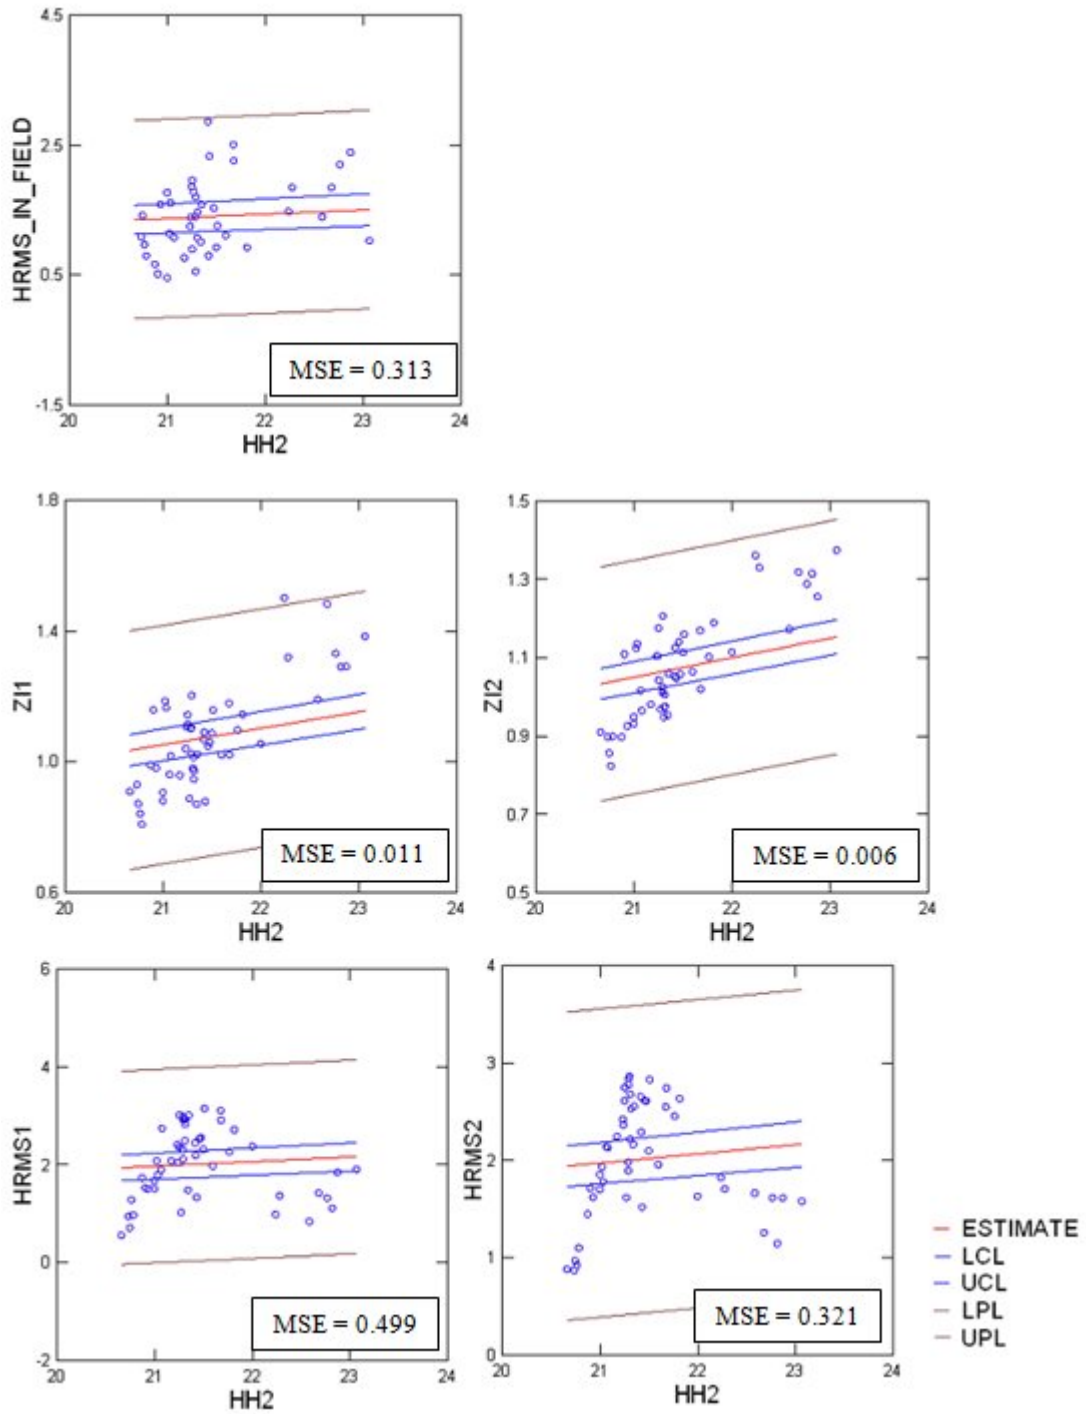 4.5
2.5
0.5
-1.5
HRMS_IN_FIELD
MSE = 0.313
20 21 22 23 24
HH2
1.8
1.4
1.0
0.6
ZI1
MSE = 0.011
20 21 22 23 24
HH2
1.5
1.3
1.1
0.9
0.7
0.5
ZI2
MSE = 0.006
20 21 22 23 24
HH2
6
4
2
0
-2
HRMS1
MSE = 0.499
20 21 22 23 24
HH2
4
3
2
1
0
HRMS2
MSE = 0.321
20 21 22 23 24
HH2
ESTIMATE
LCL
UCL
LPL
UPL